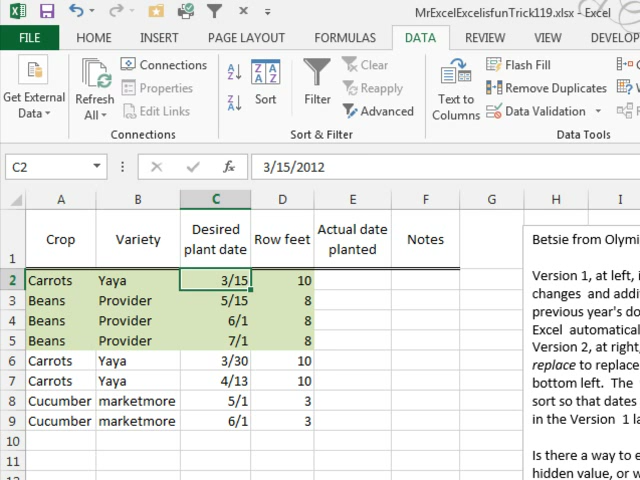 MrExcelExcelisfunTrick119.xlsx - Excel
FILE HOME INSERT PAGE LAYOUT FORMULAS DATA REVIEW VIEW DEVELOP
Get External Data
Refresh All
Connections
Properties
Edit Links
Connections
Sort
Filter
Clear
Reapply
Advanced
Sort & Filter
Text to Columns
Flash Fill
Remove Duplicates
Data Validation
Data Tools
C2 fx 3/15/2012
A B C D E F G H I
1 Crop Variety Desired plant date Row feet Actual date planted Notes
2 Carrots Yaya 3/15 10
3 Beans Provider 5/15 8
4 Beans Provider 6/1 8
5 Beans Provider 7/1 8
6 Carrots Yaya 3/30 10
7 Carrots Yaya 4/13 10
8 Cucumber marketmore 5/1 3
9 Cucumber marketmore 6/1 3
10
11
Betsie from Olymi
Version 1, at left, i
changes and addi
previous year's do
Excel automatical
Version 2, at right,
replace to replace
bottom left. The
sort so that dates
in the Version 1 la
Is there a way to e
hidden value, or w